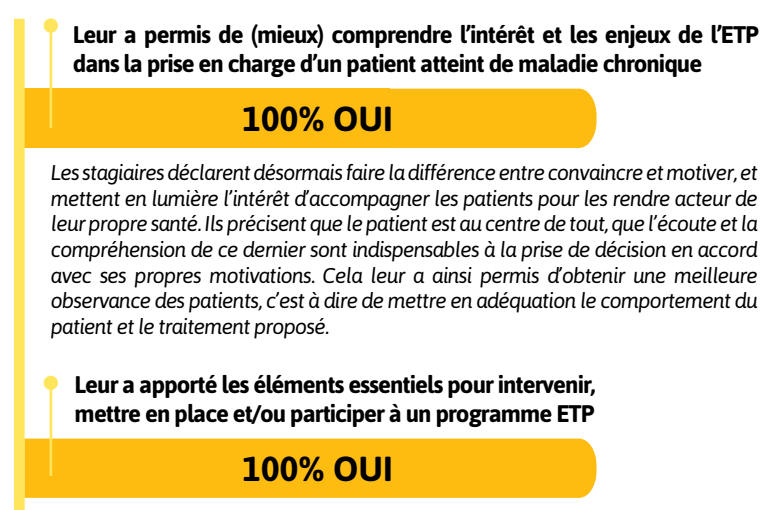 Leur a permis de (mieux) comprendre l'intérêt et les enjeux de l'ETP
dans la prise en charge d'un patient atteint de maladie chronique
100% OUI
Les stagiaires déclarent désormais faire la différence entre convaincre et motiver, et
mettent en lumière l'intérêt d'accompagner les patients pour les rendre acteur de
leur propre santé. Ils précisent que le patient est au centre de tout, que l'écoute et la
compréhension de ce dernier sont indispensables à la prise de décision en accord
avec ses propres motivations. Cela leur a ainsi permis d'obtenir une meilleure
observance des patients, c'est à dire de mettre en adéquation le comportement du
patient et le traitement proposé.
Leur a apporté les éléments essentiels pour intervenir,
mettre en place et/ou participer à un programme ETP
100% OUI